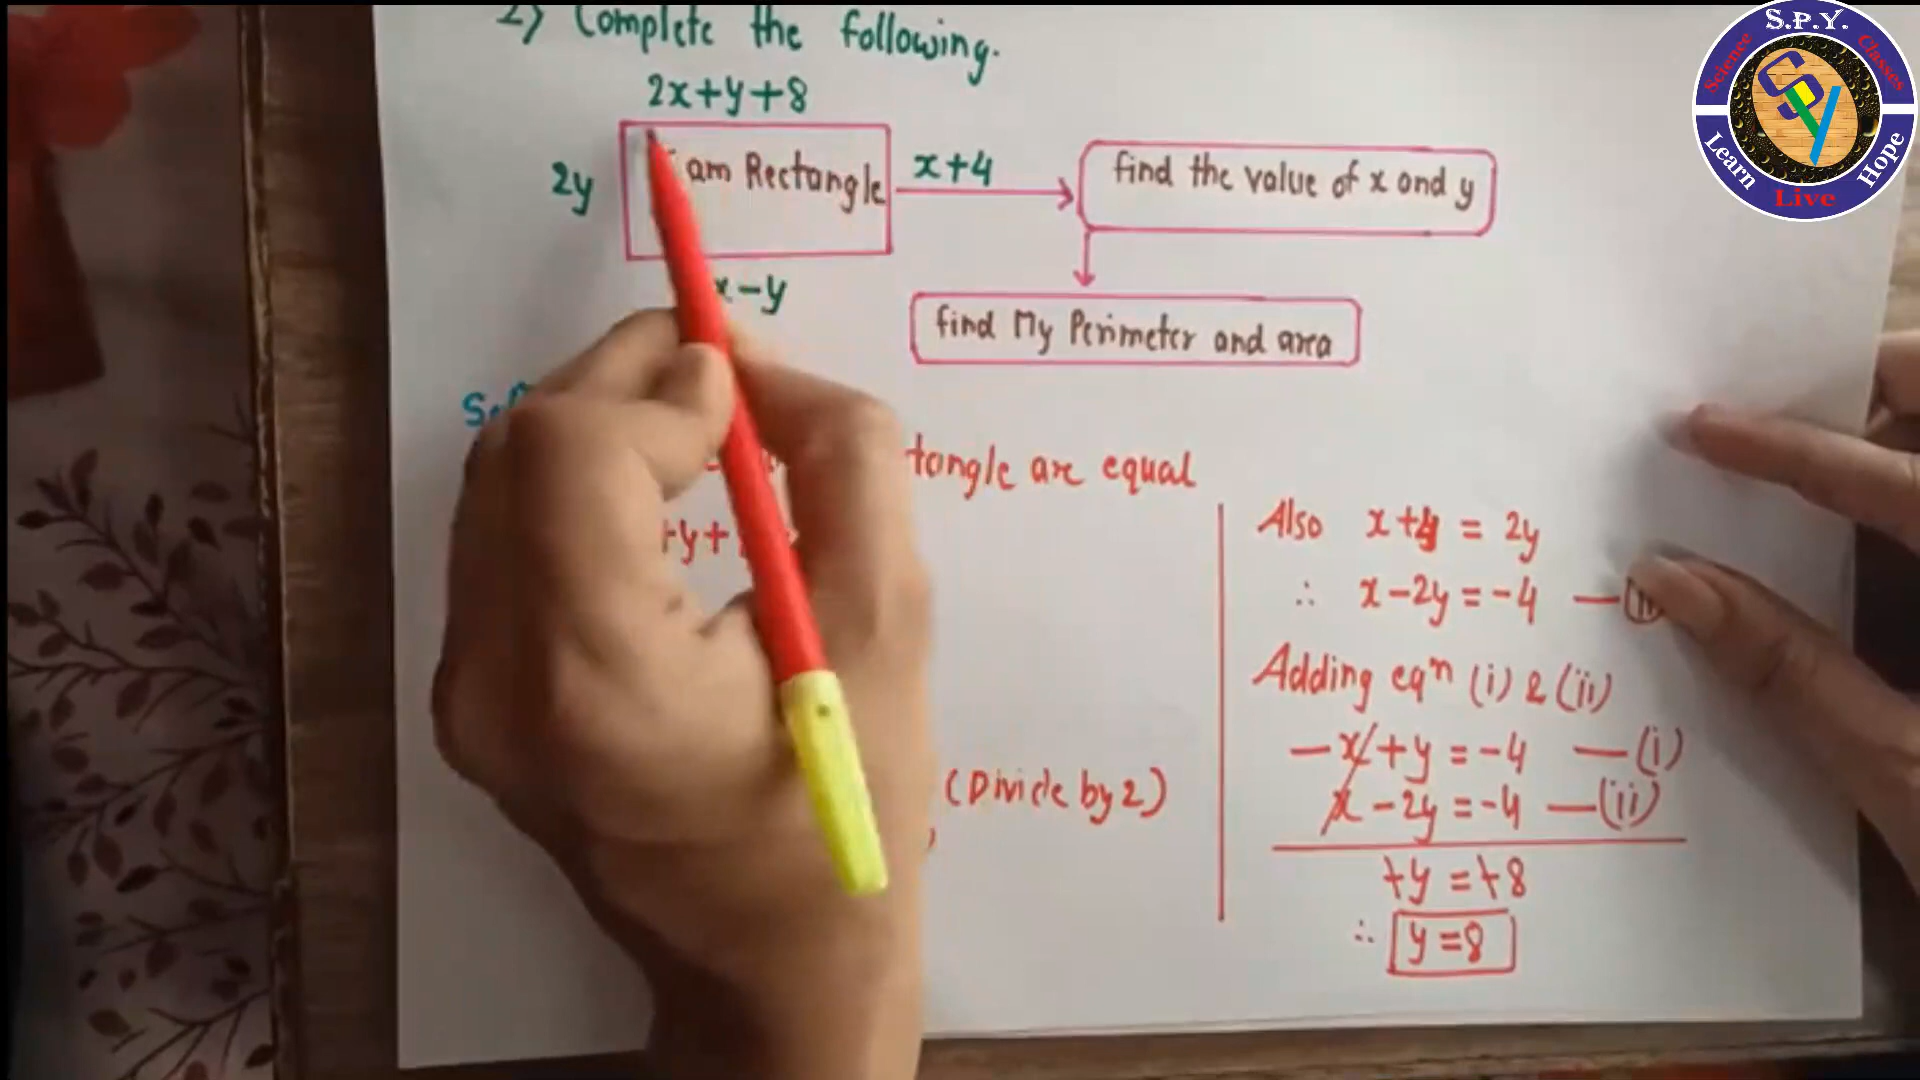 2) Complete the following.
2x+y+8
2y
am Rectangle
x+4
find the value of x and y
x-y
find My Perimeter and area
tangle are equal
+y+
(Divide by 2)
Also x+4 = 2y
∴ x-2y = -4 —(ii)
Adding eqⁿ (i) & (ii)
-x+y = -4 —(i)
x-2y = -4 —(ii)
+y = +8
∴ y = 8
S.P.Y.
Science
Classes
SPY
Learn
Live
Hope